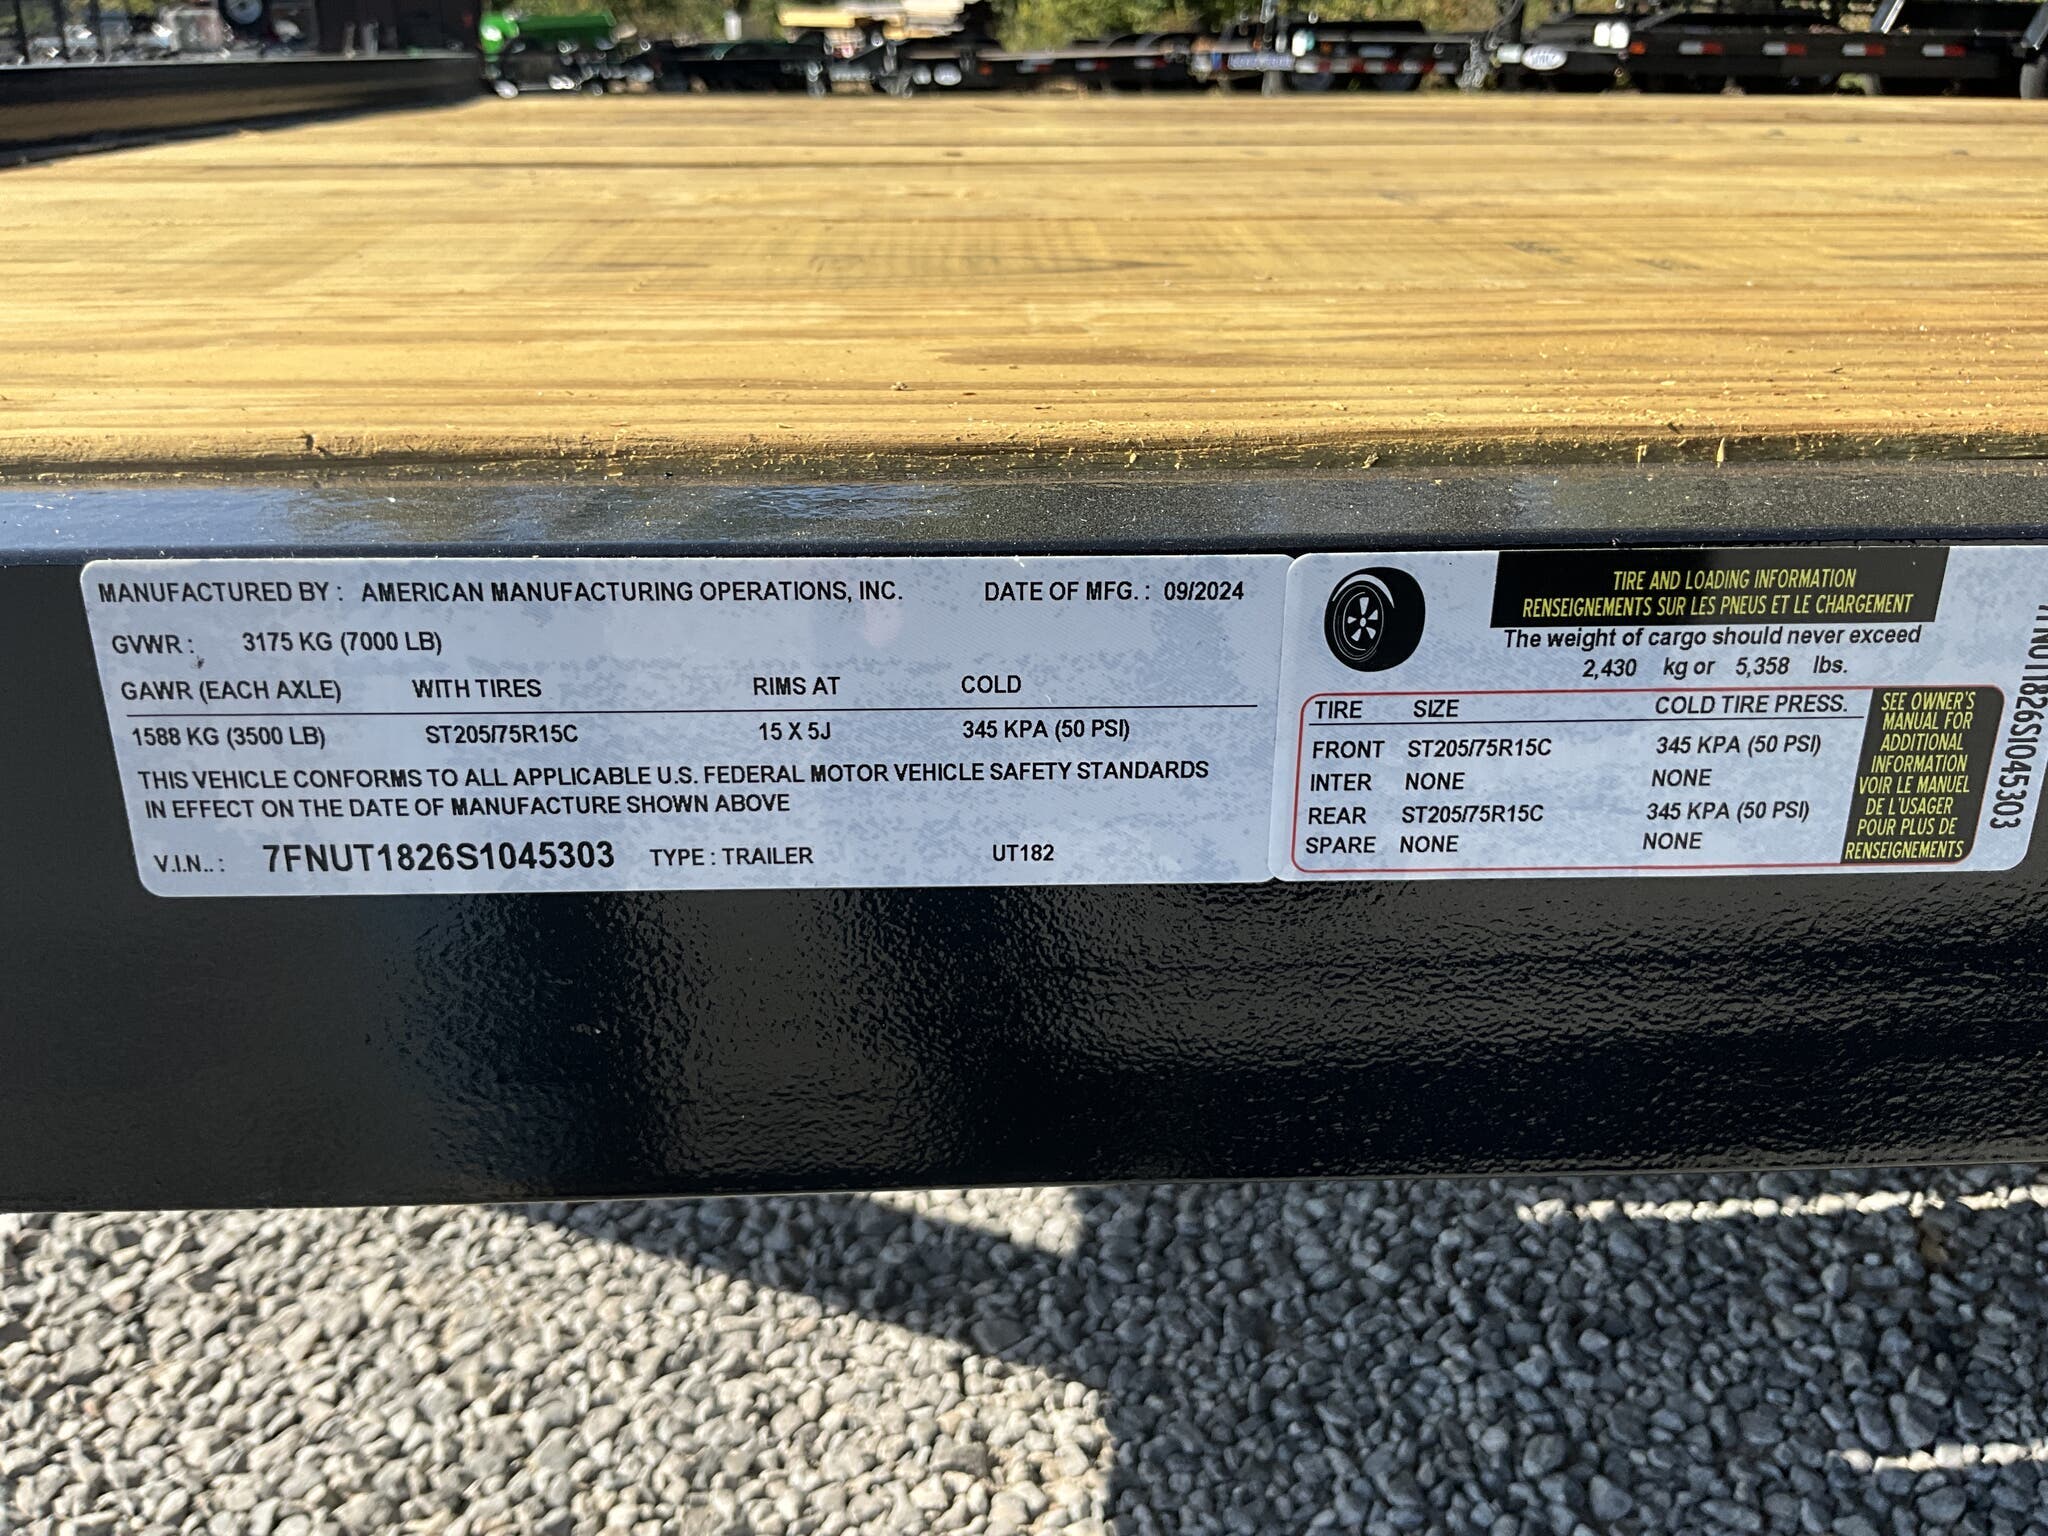 MANUFACTURED BY : AMERICAN MANUFACTURING OPERATIONS, INC. DATE OF MFG. : 09/2024
GVWR : 3175 KG (7000 LB)
GAWR (EACH AXLE) WITH TIRES RIMS AT COLD
1588 KG (3500 LB) ST205/75R15C 15 X 5J 345 KPA (50 PSI)
THIS VEHICLE CONFORMS TO ALL APPLICABLE U.S. FEDERAL MOTOR VEHICLE SAFETY STANDARDS
IN EFFECT ON THE DATE OF MANUFACTURE SHOWN ABOVE
V.I.N.. : 7FNUT1826S1045303 TYPE : TRAILER UT182
TIRE AND LOADING INFORMATION
RENSEIGNEMENTS SUR LES PNEUS ET LE CHARGEMENT
The weight of cargo should never exceed
2,430 kg or 5,358 lbs.
TIRE SIZE COLD TIRE PRESS.
FRONT ST205/75R15C 345 KPA (50 PSI)
INTER NONE NONE
REAR ST205/75R15C 345 KPA (50 PSI)
SPARE NONE NONE
SEE OWNER'S
MANUAL FOR
ADDITIONAL
INFORMATION
VOIR LE MANUEL
DE L'USAGER
POUR PLUS DE
RENSEIGNEMENTS
7FNUT1826S1045303